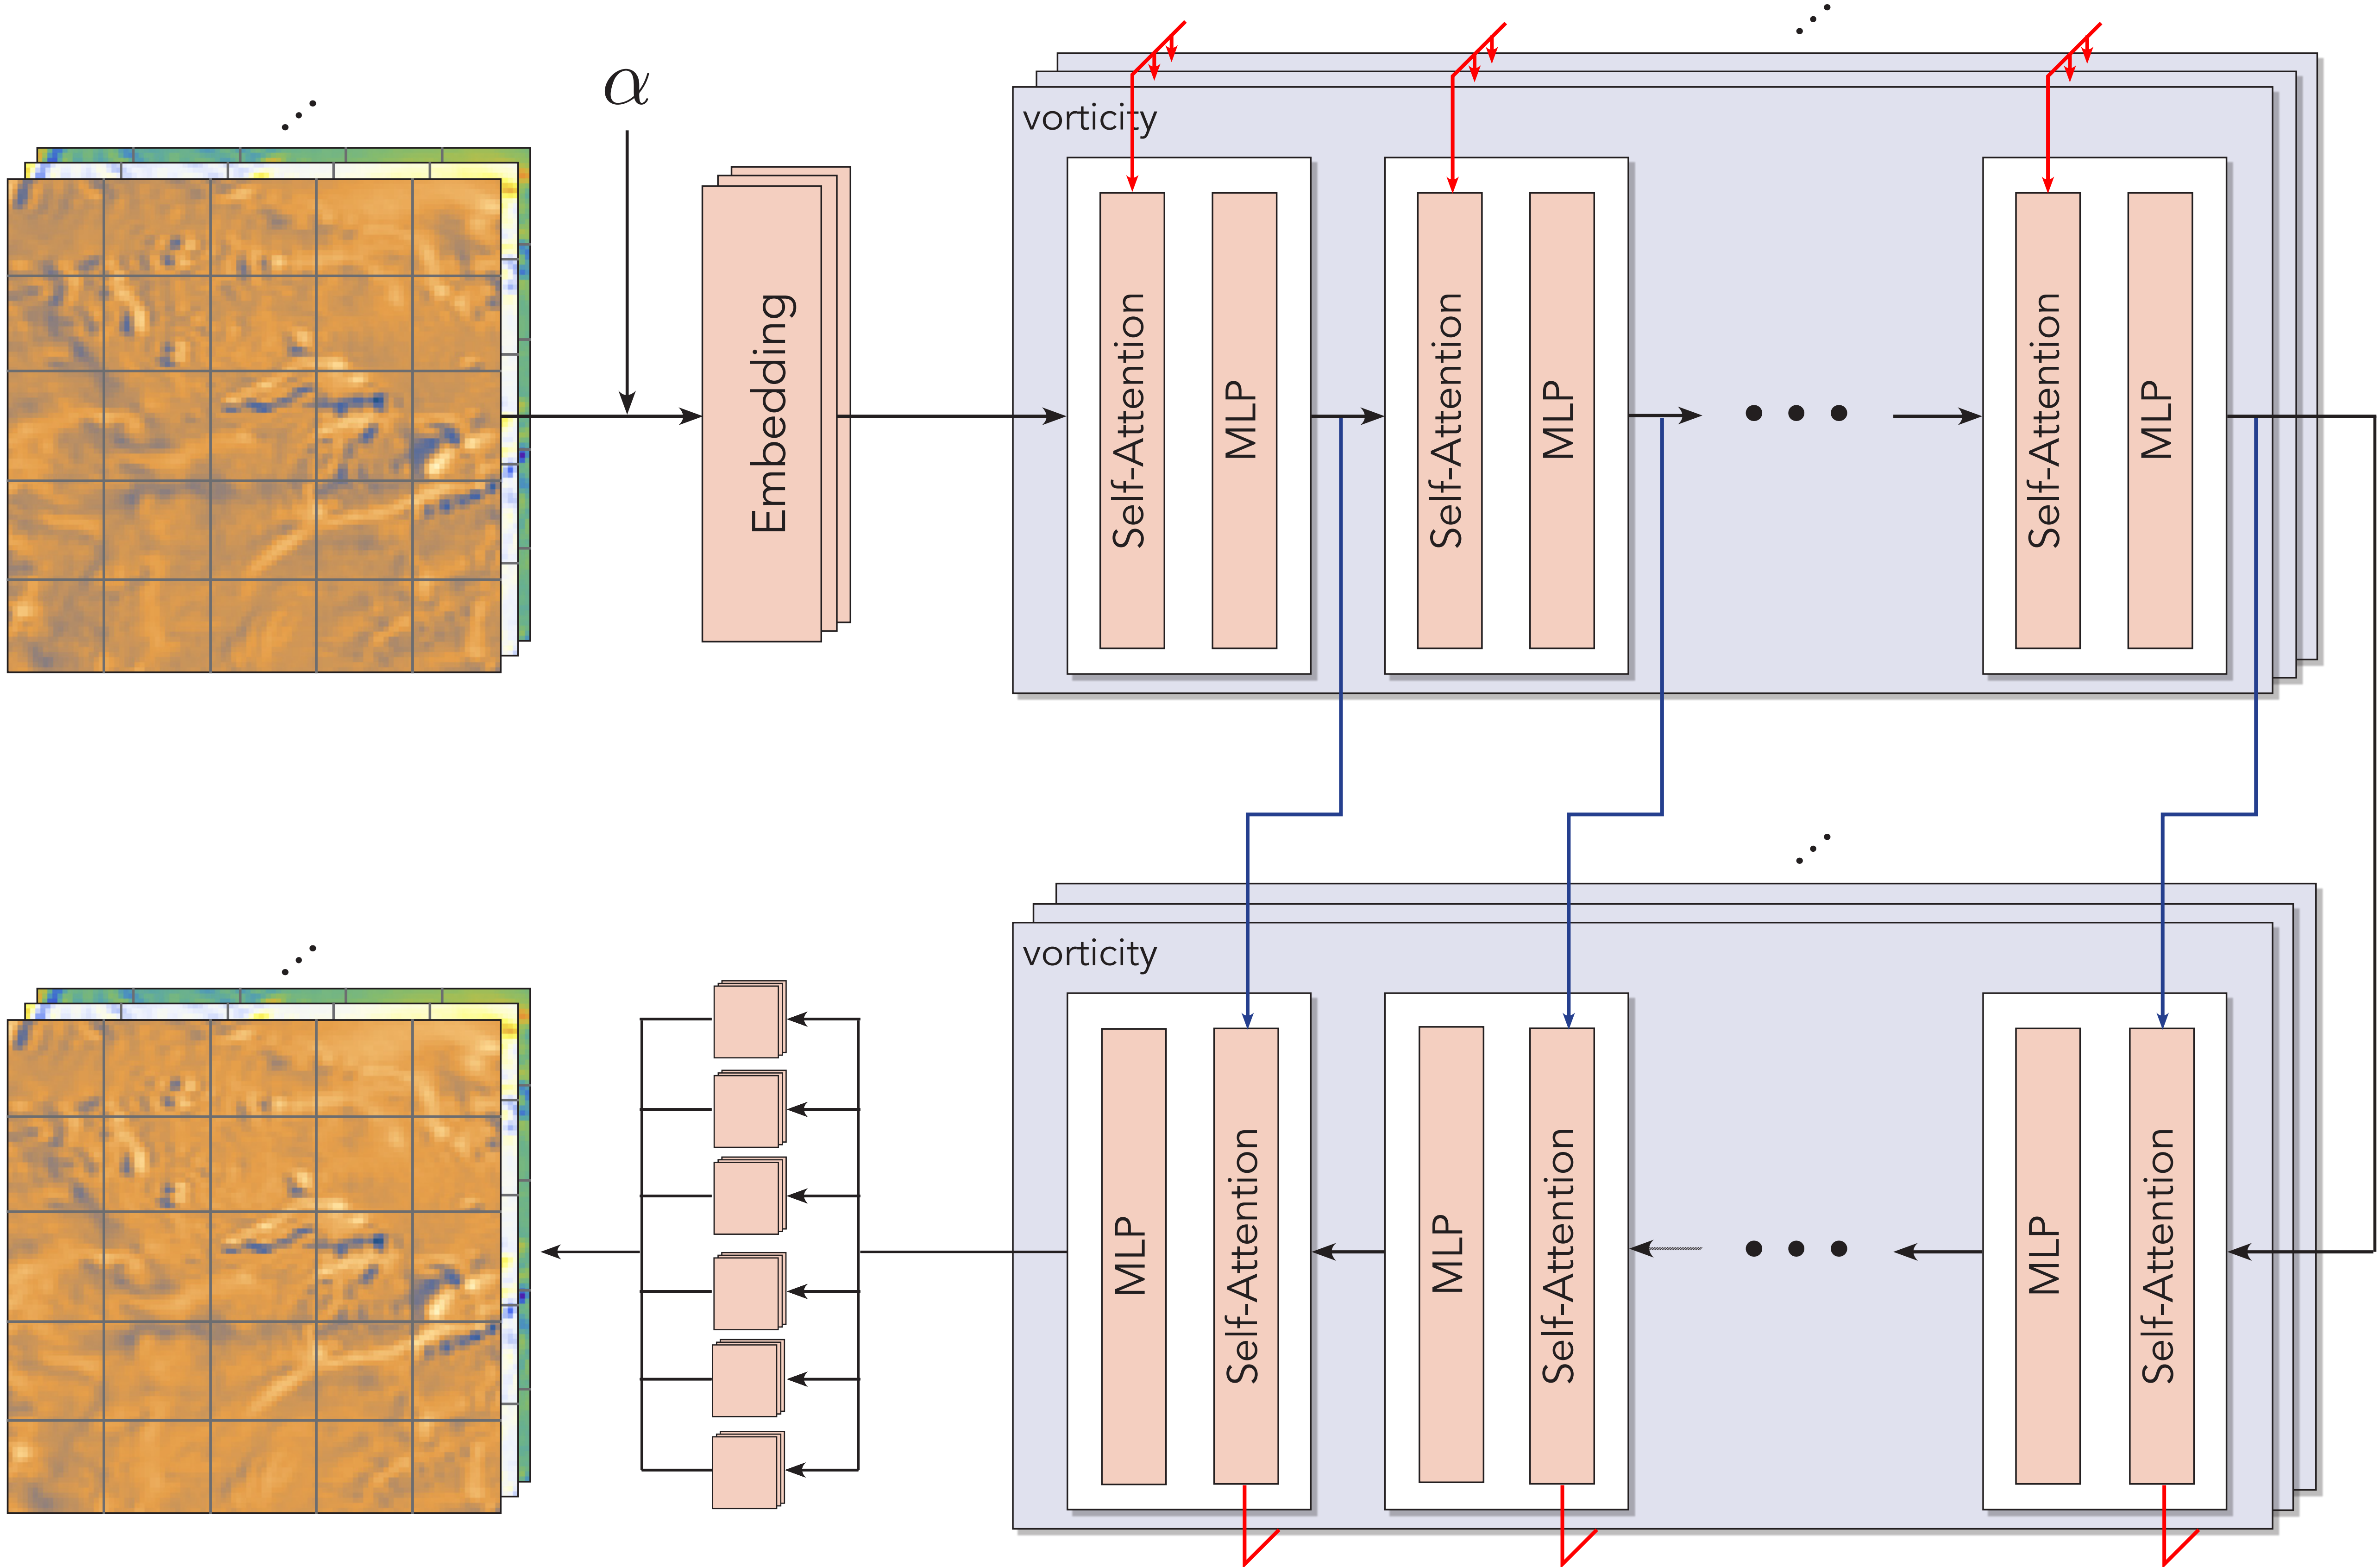 α
Embedding
vorticity
Self-Attention
MLP
Self-Attention
MLP
Self-Attention
MLP
vorticity
MLP
Self-Attention
MLP
Self-Attention
MLP
Self-Attention